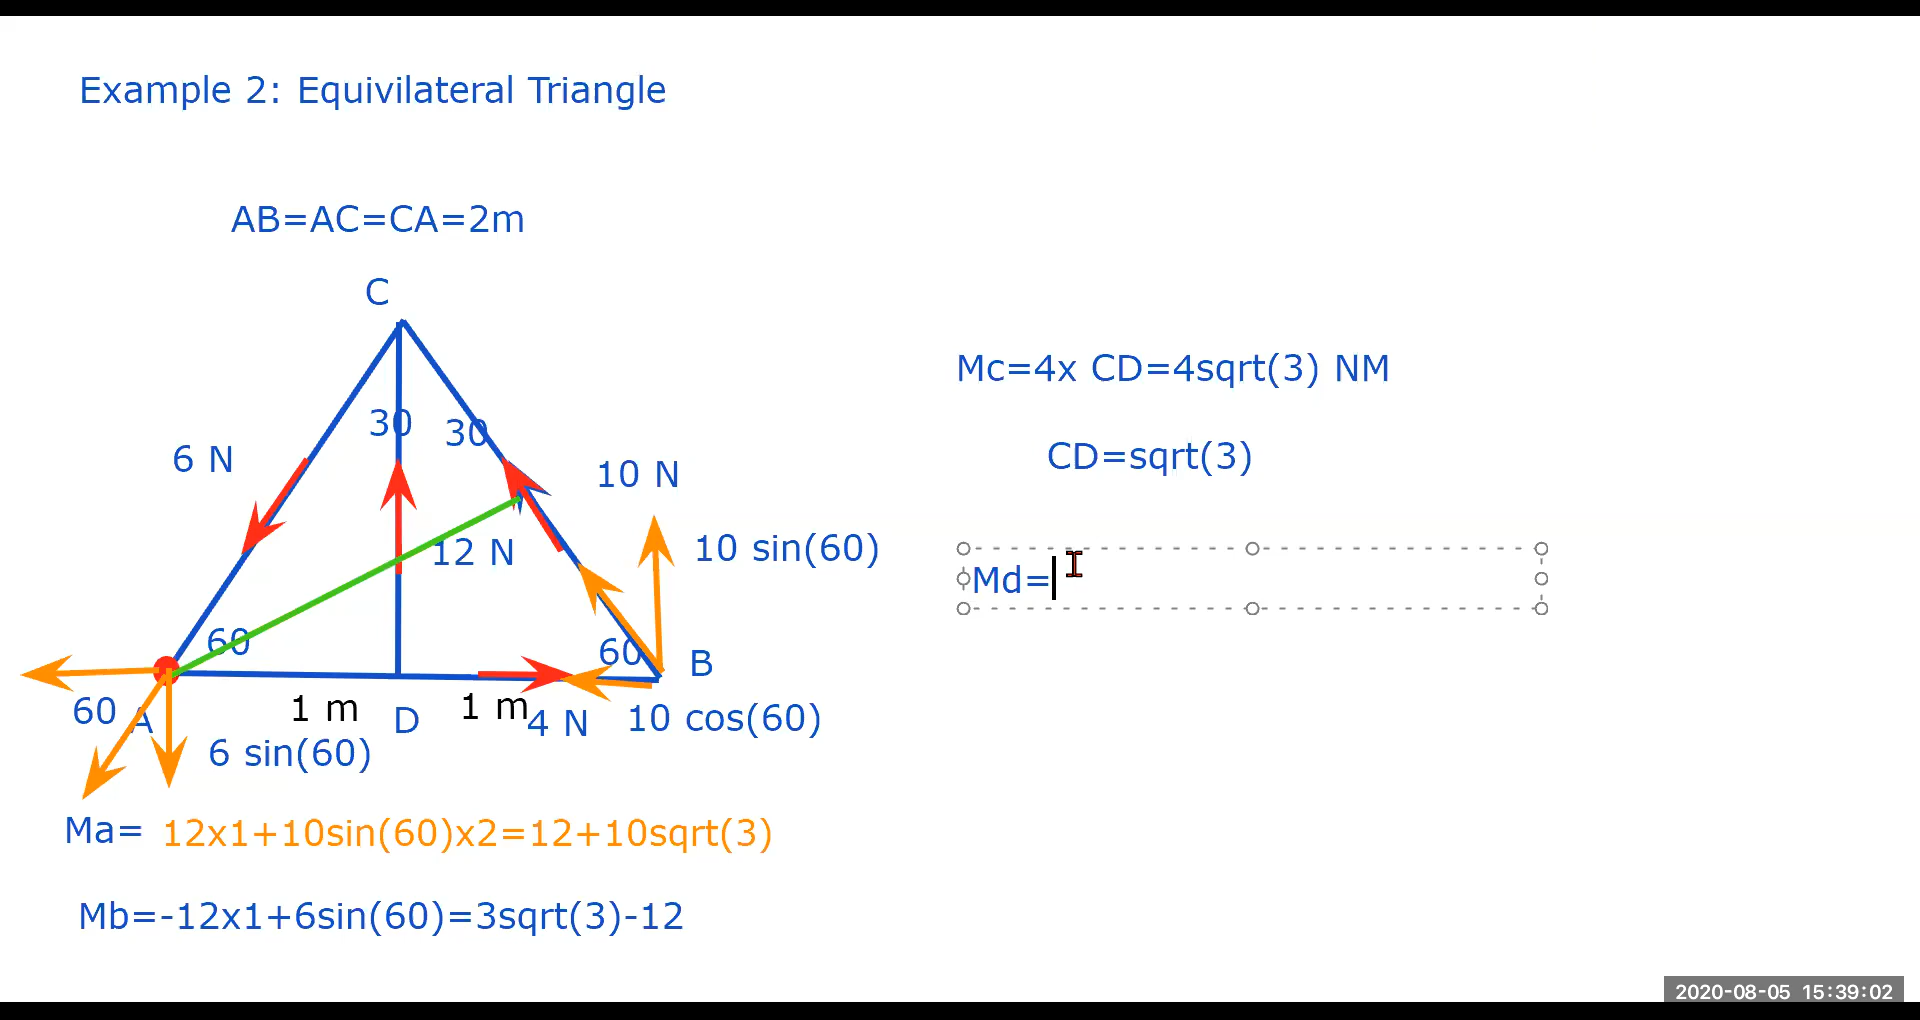 Example 2: Equivilateral Triangle
AB=AC=CA=2m
C
30
30
6 N
10 N
12 N
10 sin(60)
60
60
B
60
A
1 m
D
1 m
4 N
10 cos(60)
6 sin(60)
Ma= 12x1+10sin(60)x2=12+10sqrt(3)
Mb=-12x1+6sin(60)=3sqrt(3)-12
Mc=4x CD=4sqrt(3) NM
CD=sqrt(3)
Md=
2020-08-05 15:39:02